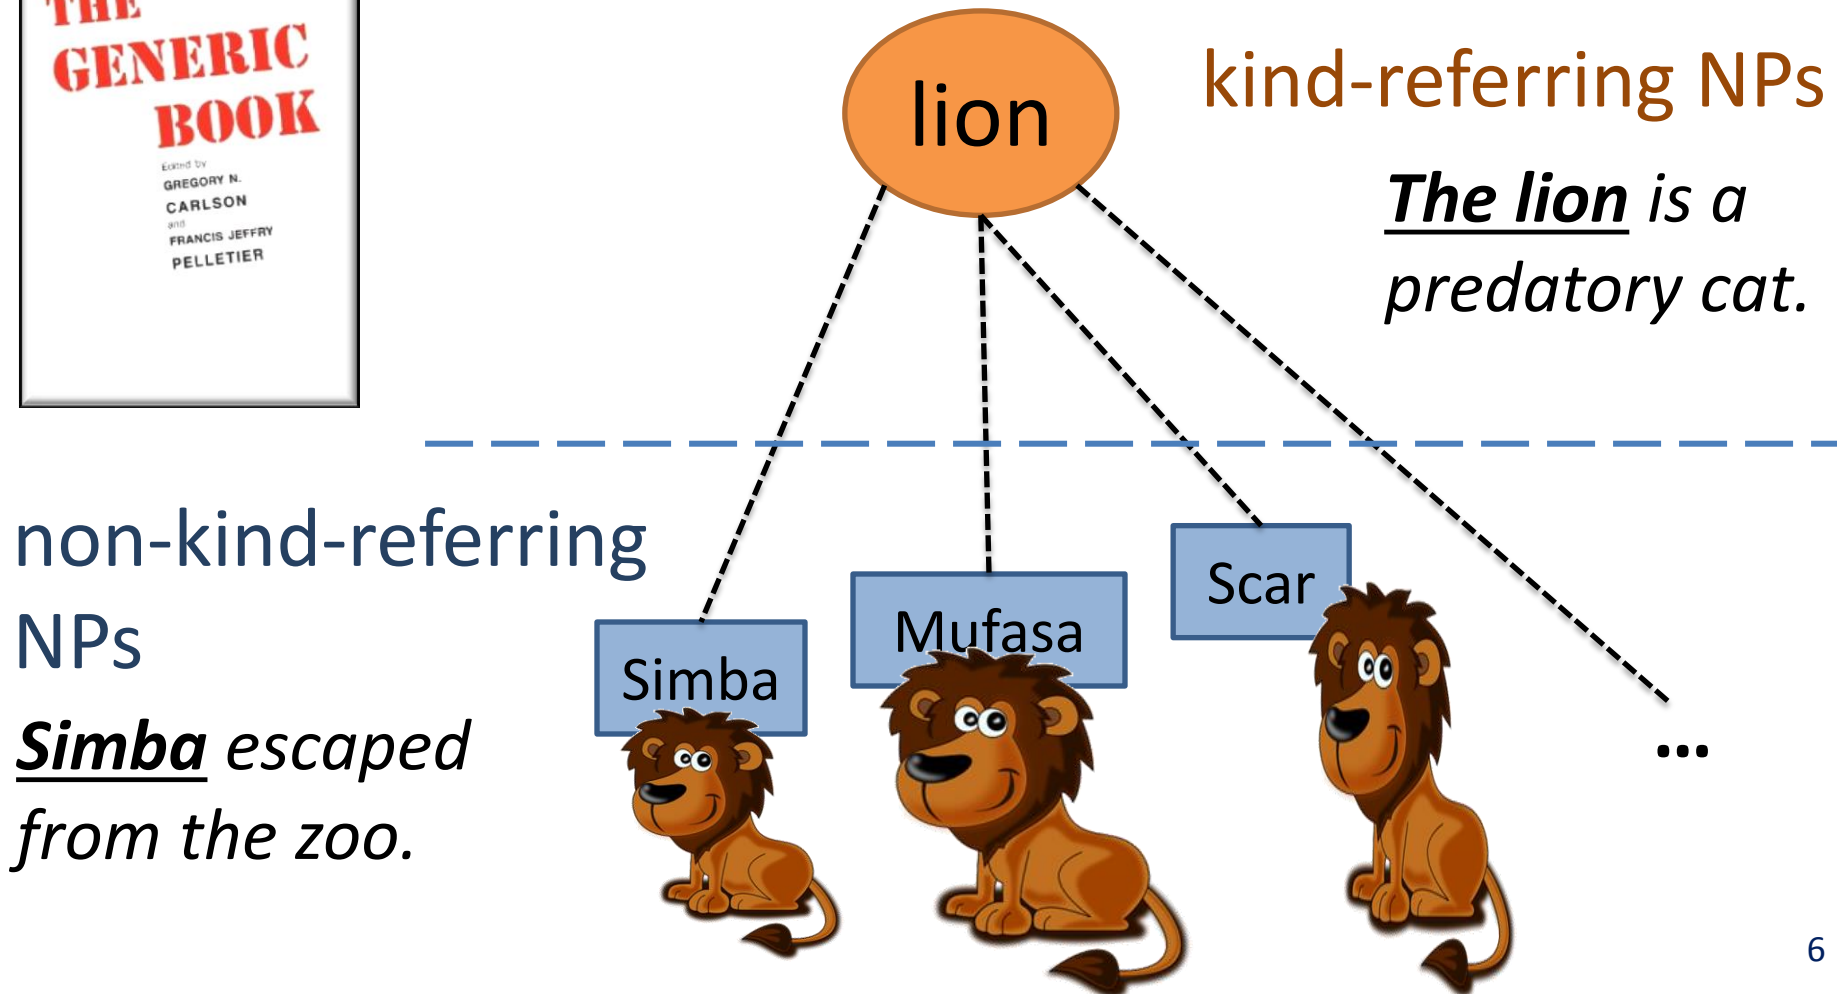 THE
GENERIC
BOOK
Edited by
GREGORY N.
CARLSON
and
FRANCIS JEFFRY
PELLETIER
lion
kind-referring NPs
The lion is a
predatory cat.
non-kind-referring
NPs
Simba escaped
from the zoo.
Simba
Mufasa
Scar
...
6